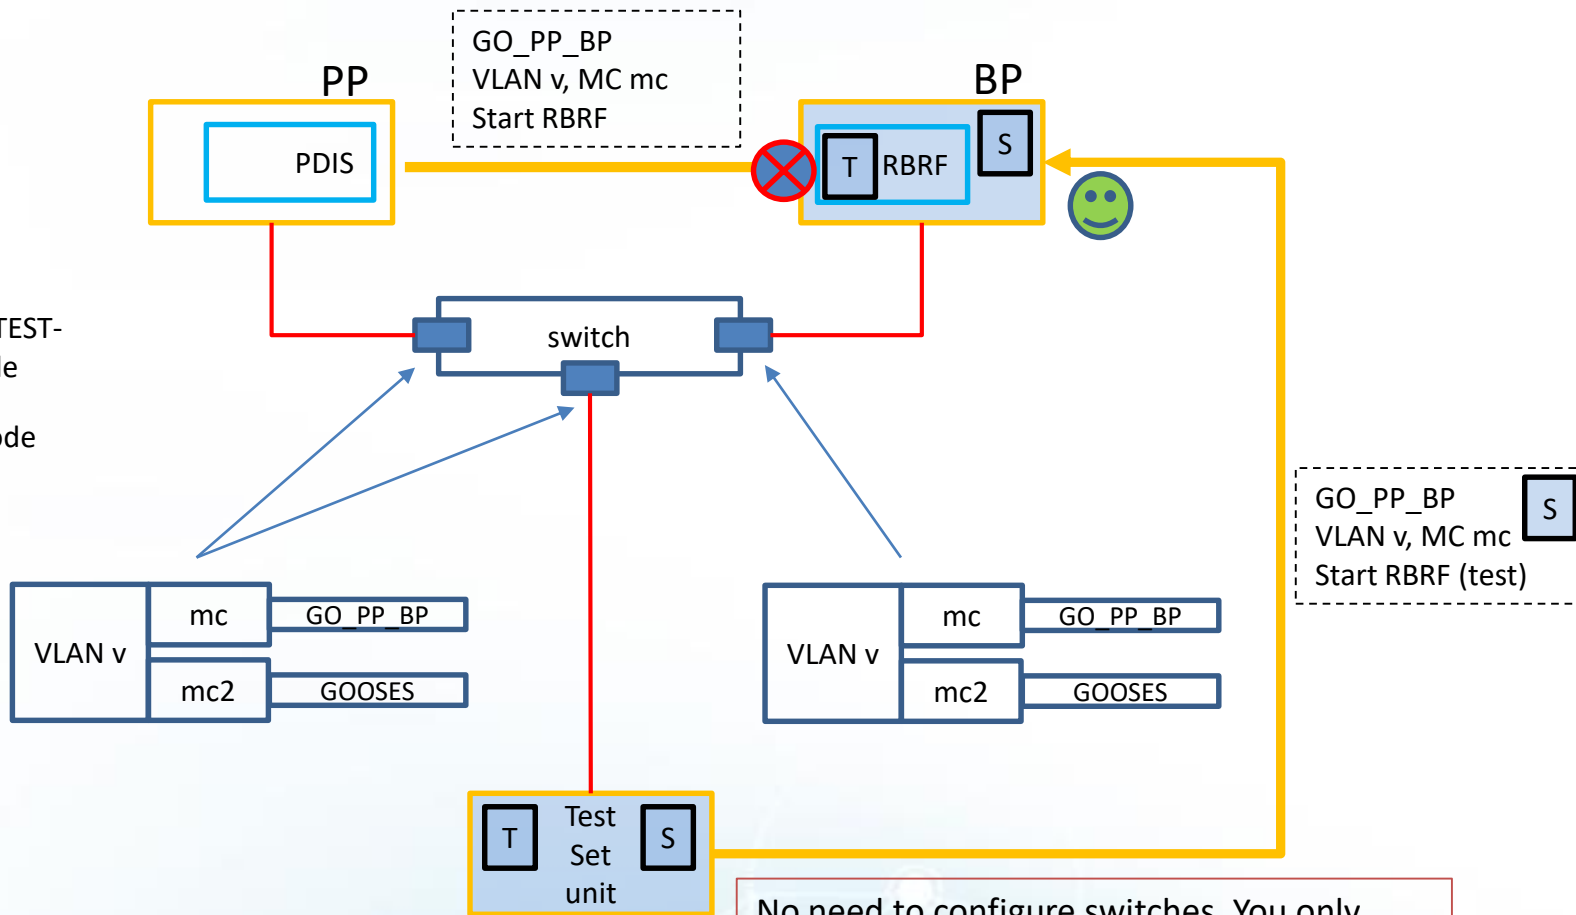 GO_PP_BP
VLAN v, MC mc
Start RBRF
PP
BP
PDIS
T
RBRF
S
TEST-
switch
GO_PP_BP
VLAN v, MC mc
Start RBRF (test)
S
VLAN v
mc
GO_PP_BP
mc2
GOOSES
VLAN v
mc
GO_PP_BP
mc2
GOOSES
T
Test
Set
unit
S
No need to configure switches. You only